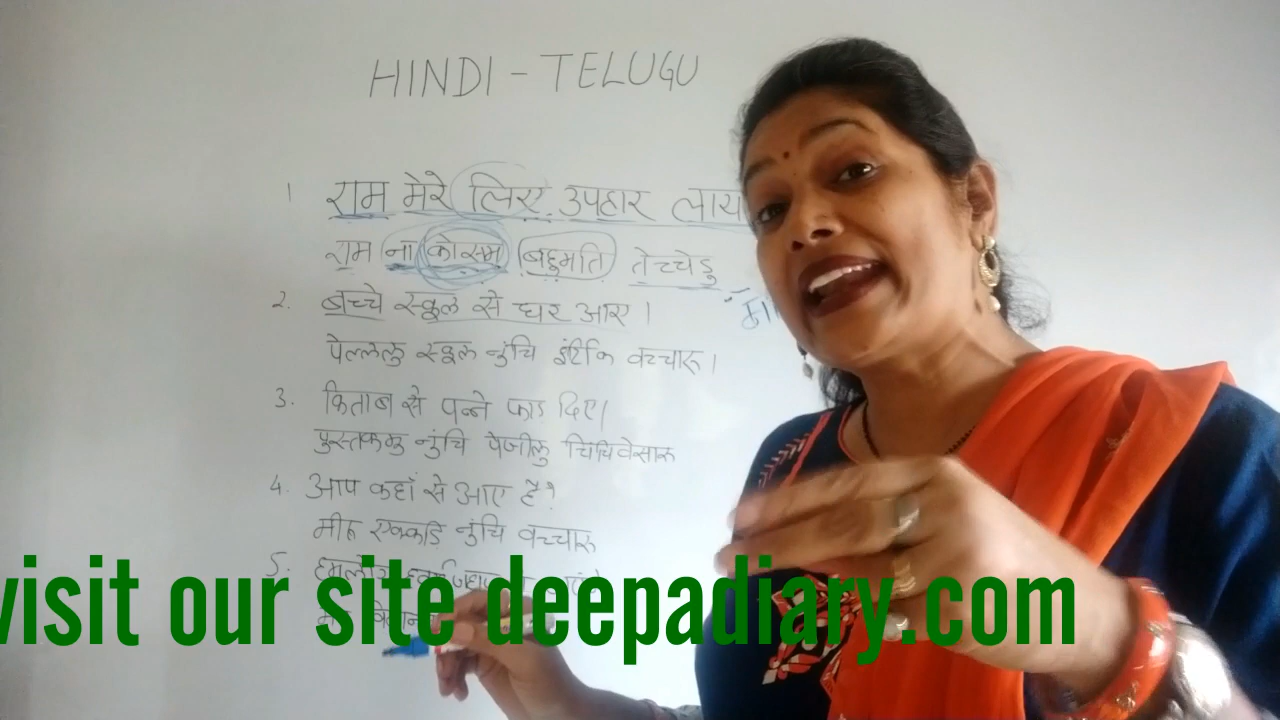 HINDI - TELUGU
1 राम मेरे लिए उपहार लाय
राम ना कोसम बहुमति तेच्चेडु
2. बच्चे स्कूल से घर आए।
पेल्लेलु स्कूल नुंचि इंटिकि वच्चारू।
3. किताब से पन्ने फाड दिए।
पुस्तकमु नुंचि पेजीलु चिंचिवेसारू
4. आप कहां से आए है?
मीरू एक्कड नुंचि वच्चारू
5.
visit our site deepadiary.com